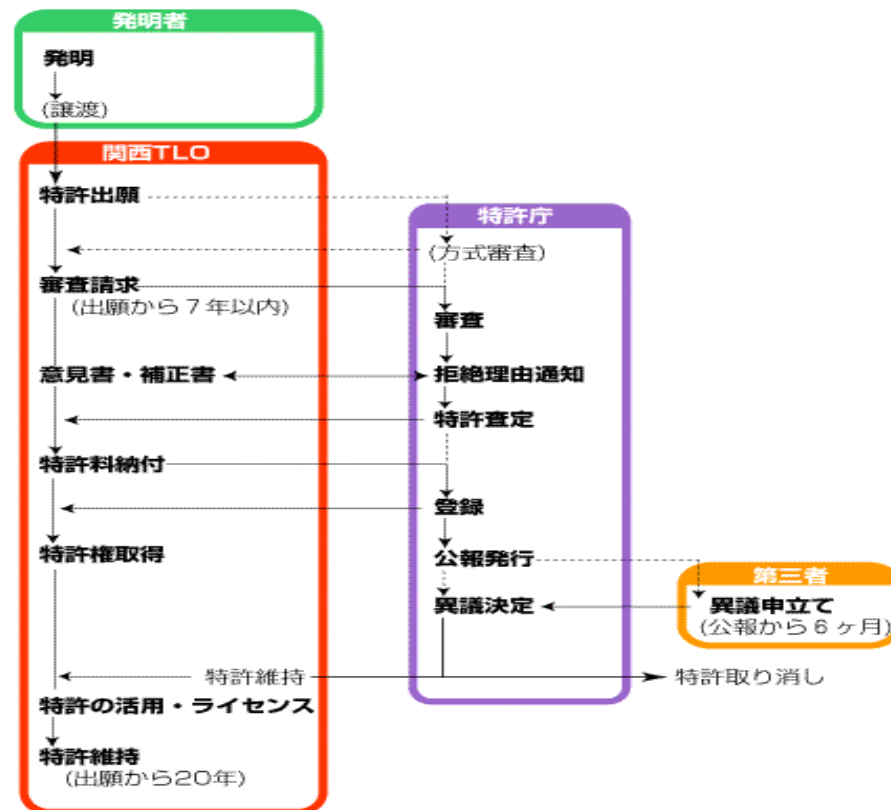 発明者
発明
(譲渡)
関西TLO
特許出願
特許庁
(方式審査)
審査請求
(出願から7年以内)
審査
意見書・補正書
拒絶理由通知
特許査定
特許料納付
登録
特許権取得
公報発行
第三者
異議決定
異議申立て
(公報から6ヶ月)
特許維持
特許取り消し
特許の活用・ライセンス
特許維持
(出願から20年)